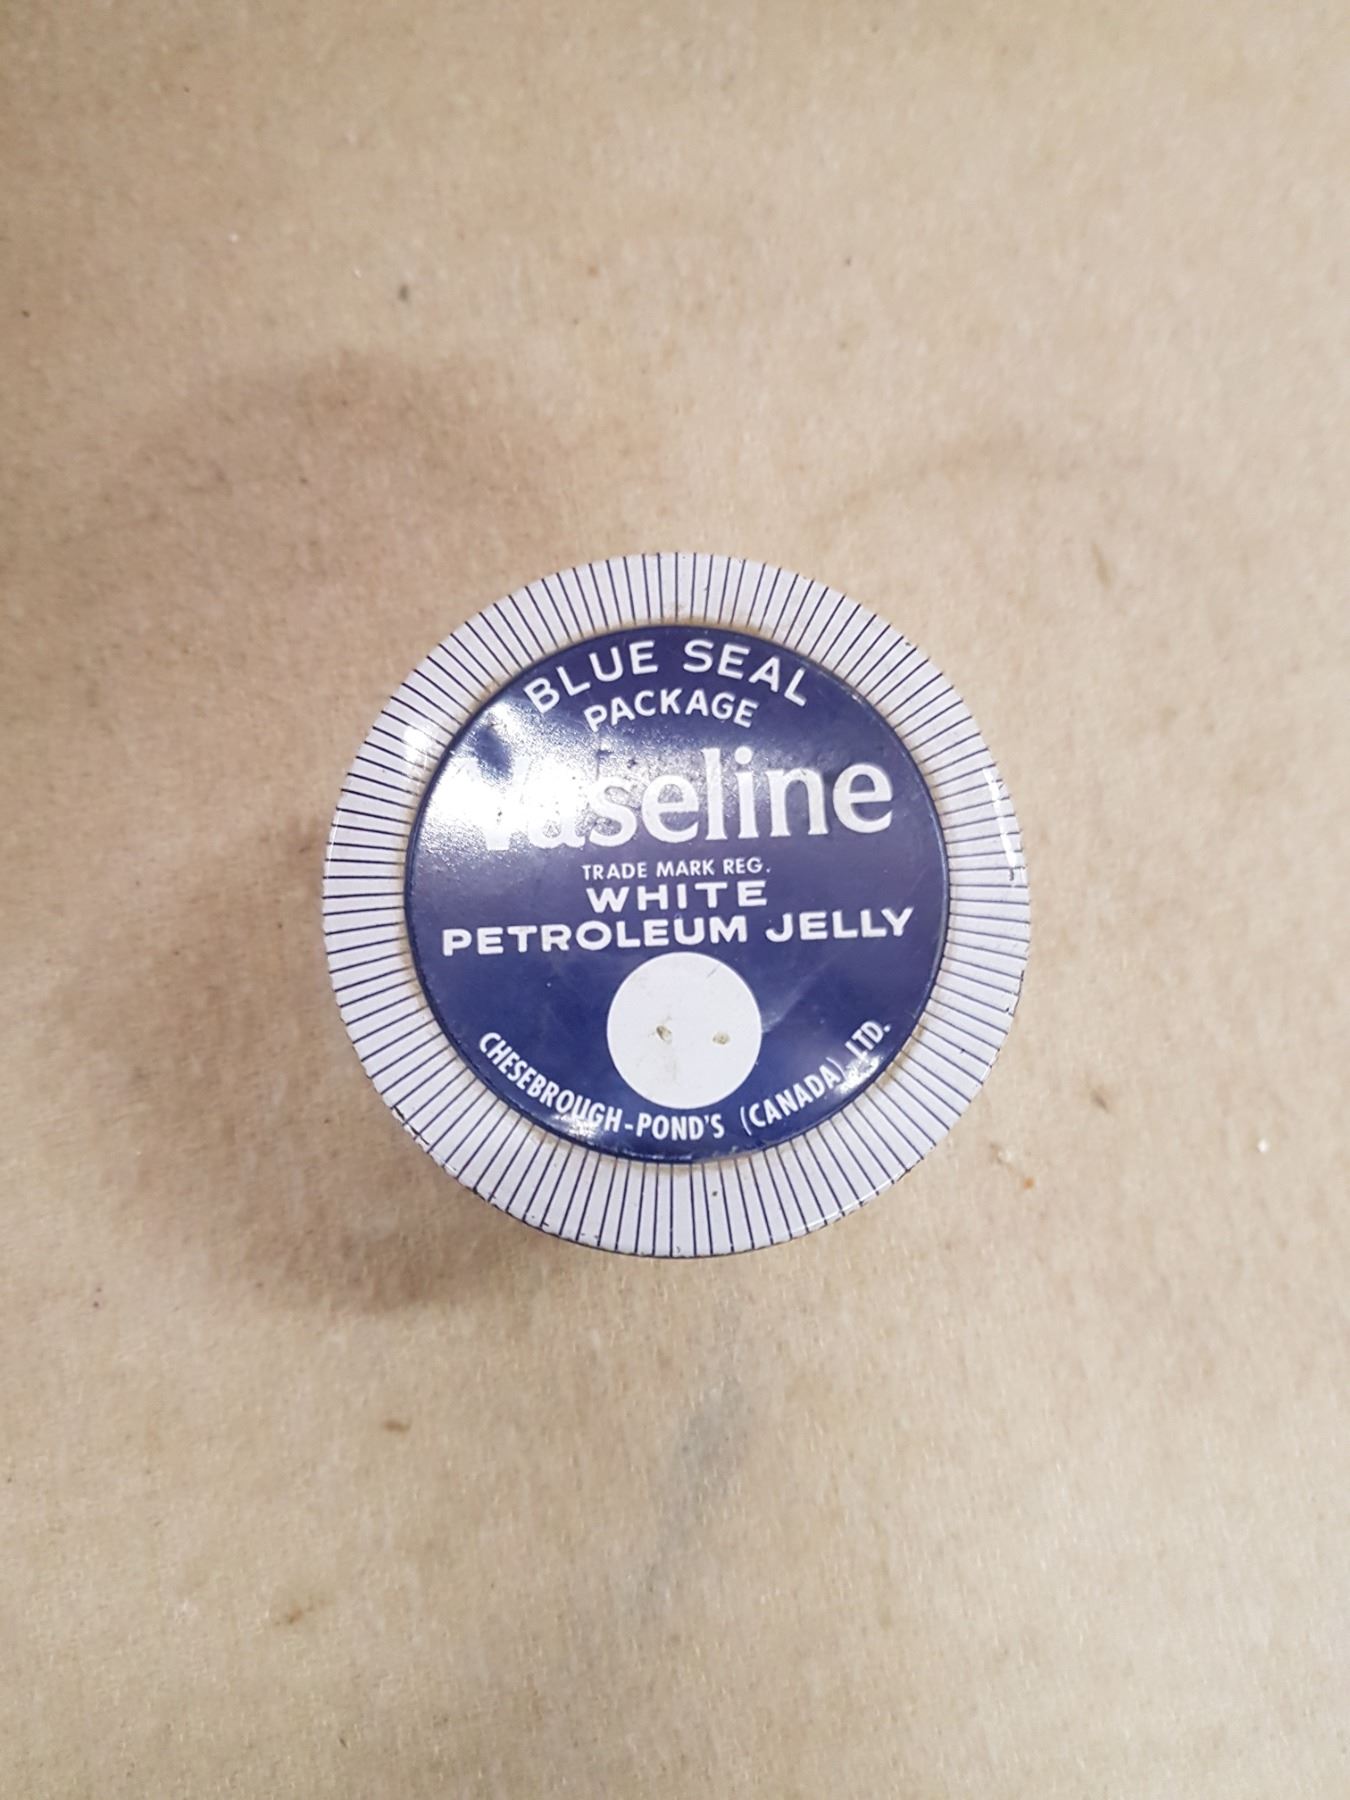 BLUE SEAL
PACKAGE
Vaseline
TRADE MARK REG.
WHITE
PETROLEUM JELLY
CHESEBROUGH-POND'S (CANADA) LTD.